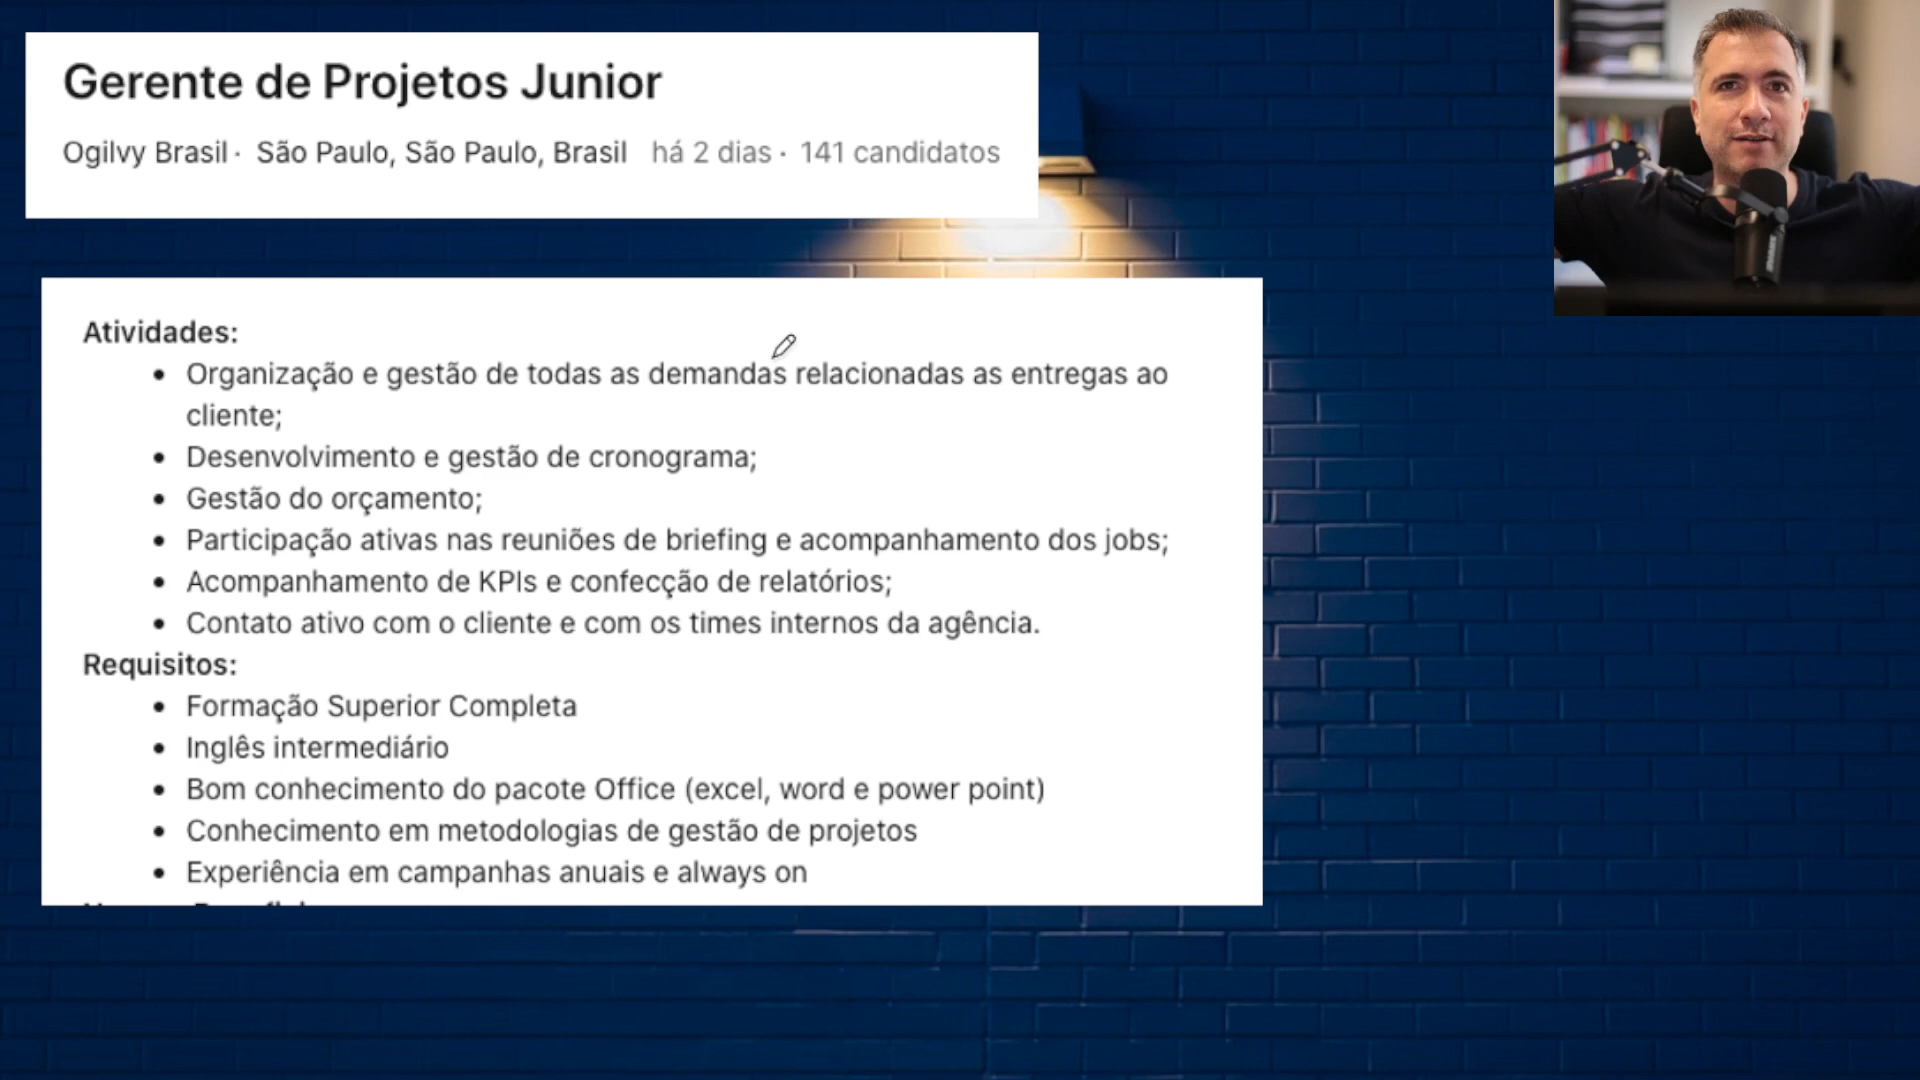 Gerente de Projetos Junior
Ogilvy Brasil · São Paulo, São Paulo, Brasil há 2 dias · 141 candidatos
Atividades:
• Organização e gestão de todas as demandas relacionadas as entregas ao
cliente;
• Desenvolvimento e gestão de cronograma;
• Gestão do orçamento;
• Participação ativas nas reuniões de briefing e acompanhamento dos jobs;
• Acompanhamento de KPIs e confecção de relatórios;
• Contato ativo com o cliente e com os times internos da agência.
Requisitos:
• Formação Superior Completa
• Inglês intermediário
• Bom conhecimento do pacote Office (excel, word e power point)
• Conhecimento em metodologias de gestão de projetos
• Experiência em campanhas anuais e always on